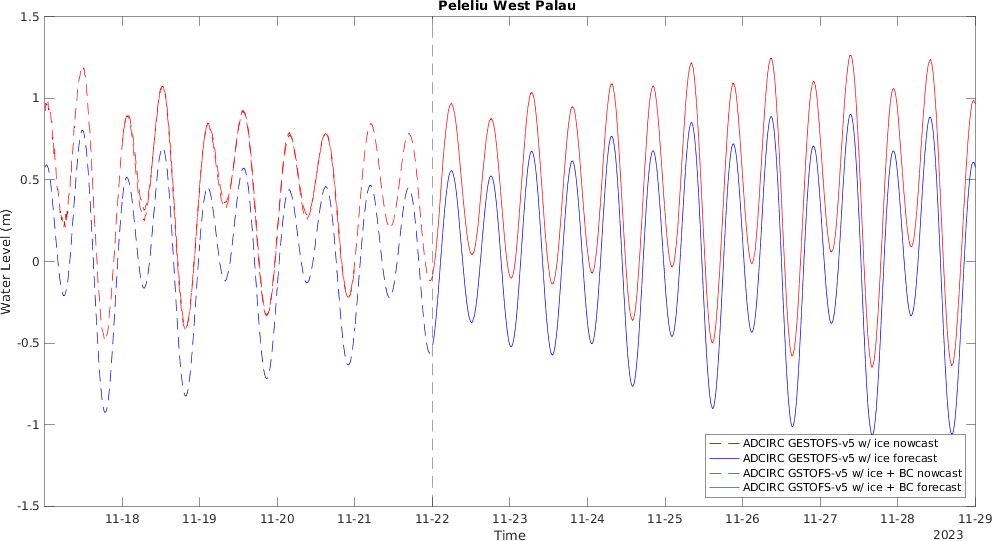 Peleliu West Palau
1.5
1
0.5
0
-0.5
-1
-1.5
Water Level (m)
ADCIRC GESTOFS-v5 w/ ice nowcast
ADCIRC GESTOFS-v5 w/ ice forecast
ADCIRC GSTOFS-v5 w/ ice + BC nowcast
ADCIRC GSTOFS-v5 w/ ice + BC forecast
11-18 11-19 11-20 11-21 11-22 11-23 11-24 11-25 11-26 11-27 11-28 11-29
Time
2023